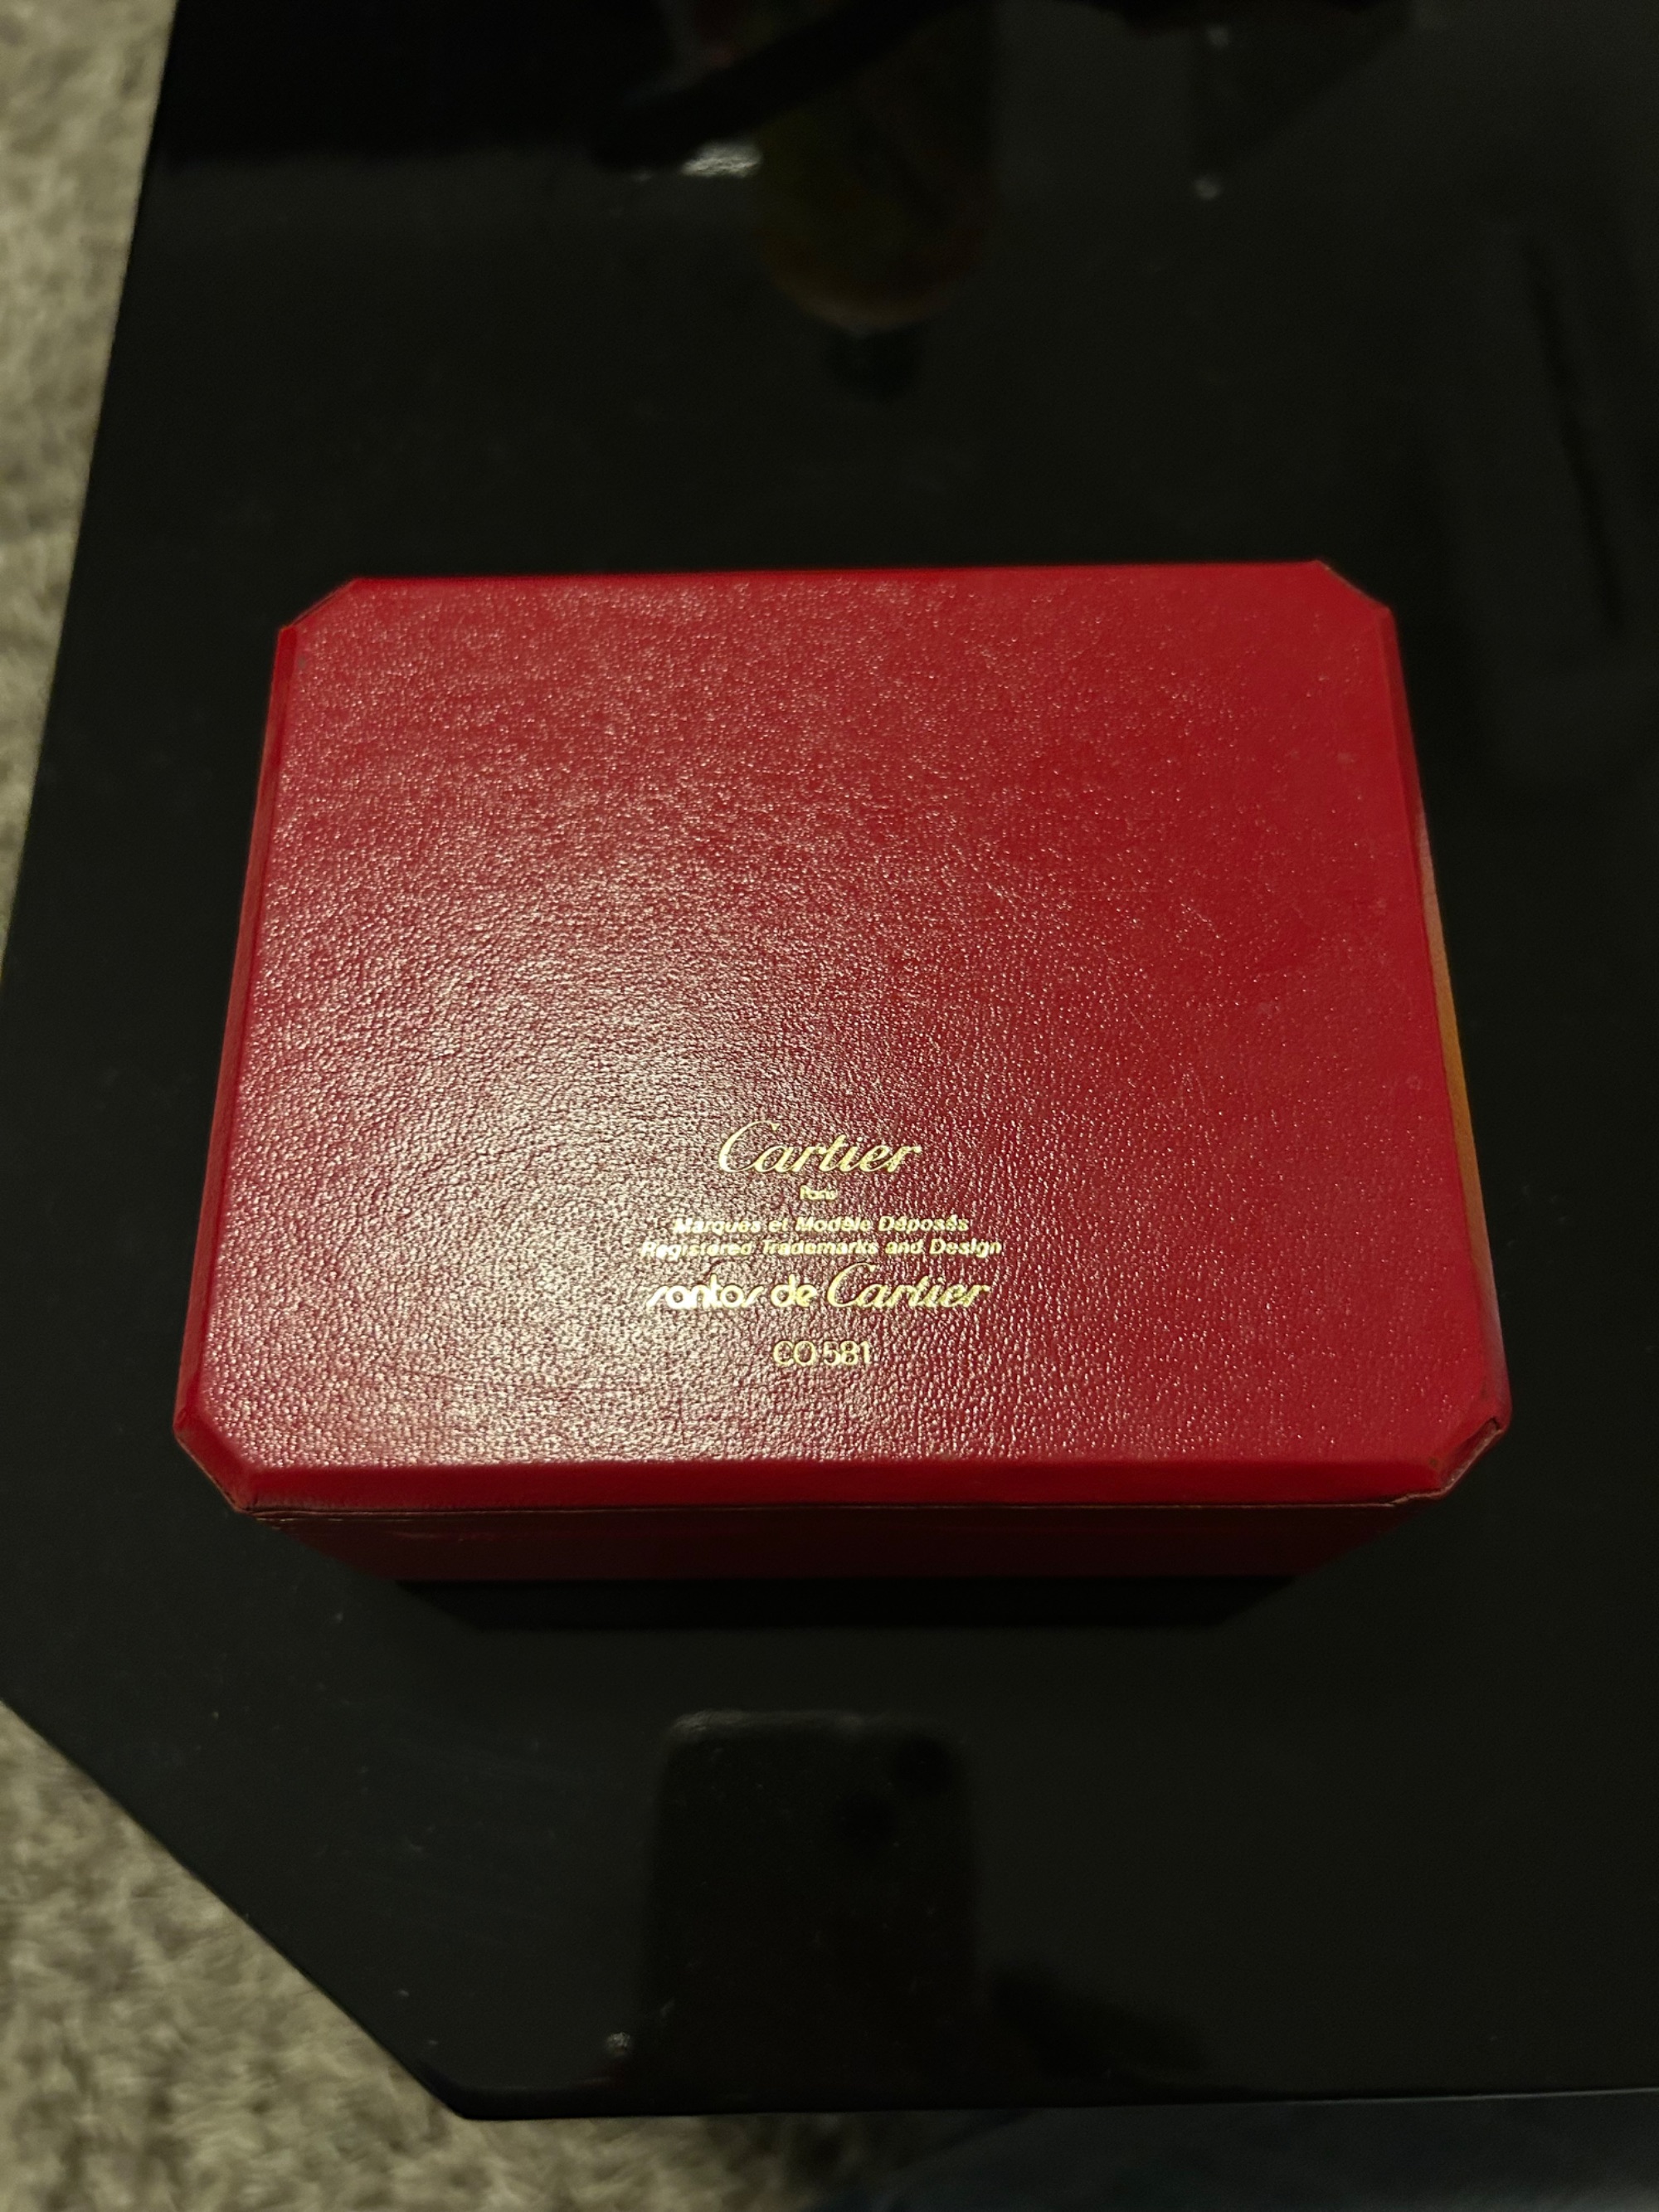 Cartier
Paris
Marques et Modèle Déposés
Registered Trademarks and Design
santos de Cartier
CO 581